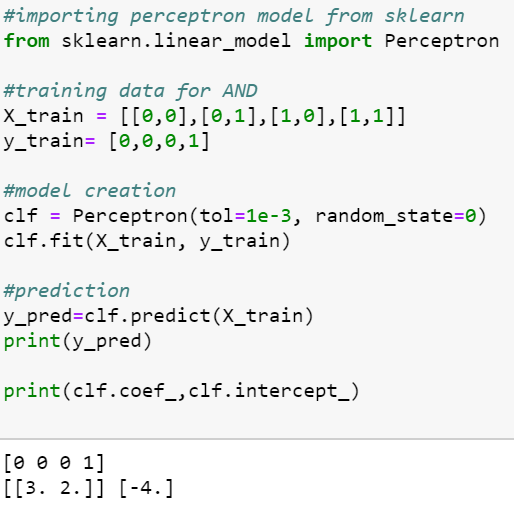 #importing perceptron model from sklearn
from sklearn.linear_model import Perceptron
#training data for AND
X_train = [[0,0],[0,1],[1,0],[1,1]]
y_train= [0,0,0,1]
#model creation
clf = Perceptron(tol=1e-3, random_state=0)
clf.fit(X_train, y_train)
#prediction
y_pred=clf.predict(X_train)
print(y_pred)
print(clf.coef_,clf.intercept_)
[0 0 0 1]
[[3. 2.]] [-4.]